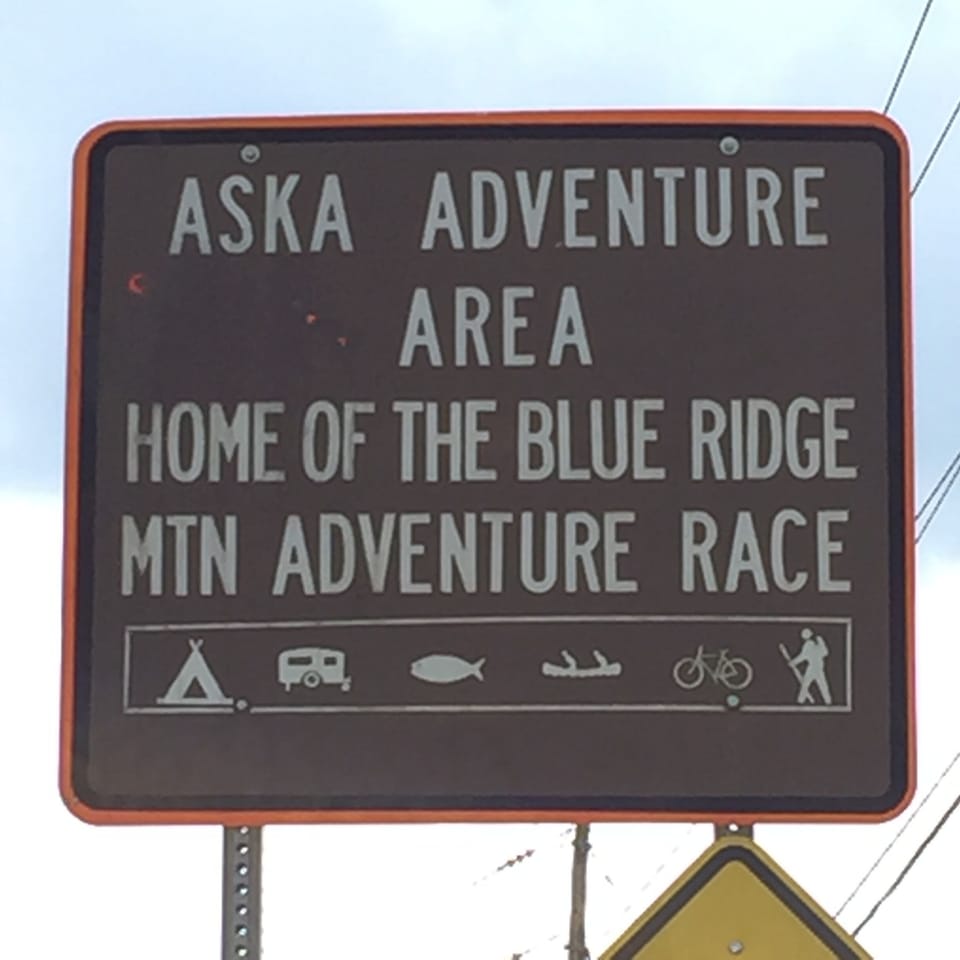 ASKA ADVENTURE
AREA
HOME OF THE BLUE RIDGE
MTN ADVENTURE RACE